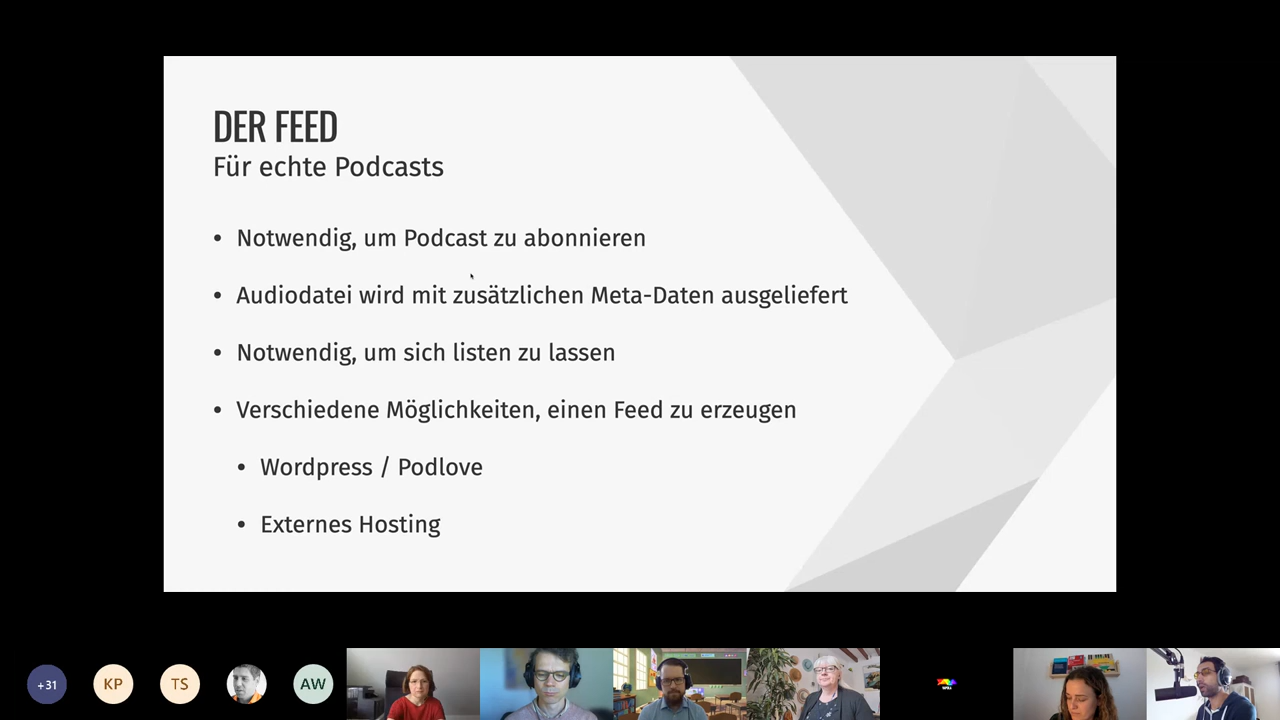 DER FEED
Für echte Podcasts
• Notwendig, um Podcast zu abonnieren
• Audiodatei wird mit zusätzlichen Meta-Daten ausgeliefert
• Notwendig, um sich listen zu lassen
• Verschiedene Möglichkeiten, einen Feed zu erzeugen
• Wordpress / Podlove
• Externes Hosting
+31 KP TS AW